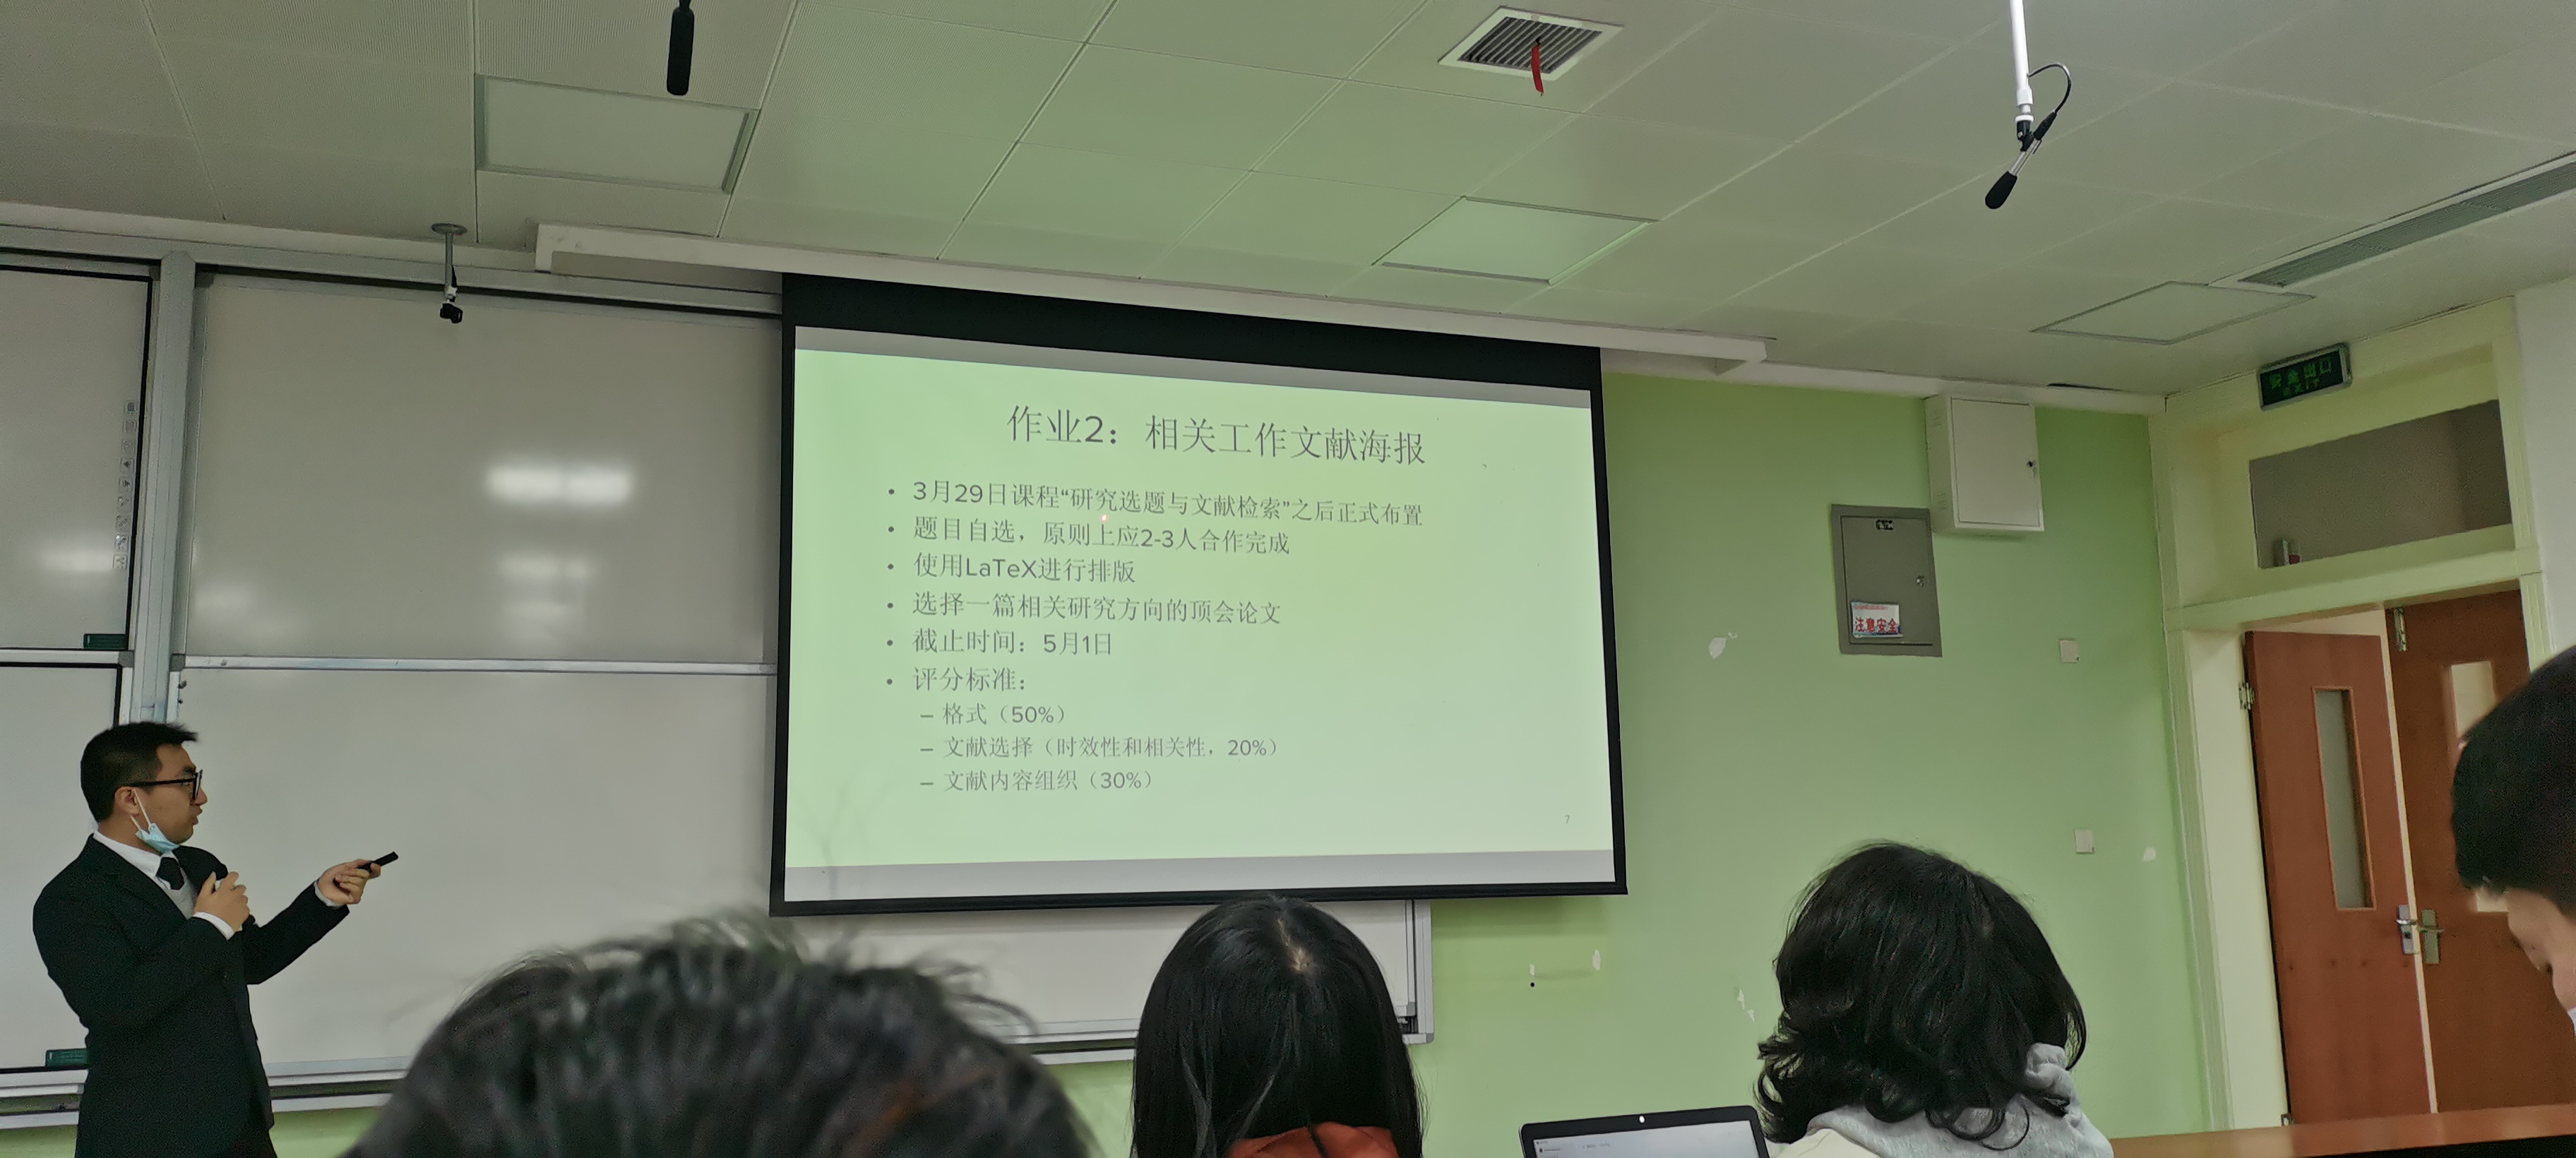 作业2：相关工作文献海报
• 3月29日课程“研究选题与文献检索”之后正式布置
• 题目自选，原则上应2-3人合作完成
• 使用LaTeX进行排版
• 选择一篇相关研究方向的顶会论文
• 截止时间：5月1日
• 评分标准：
– 格式（50%）
– 文献选择（时效性和相关性，20%）
– 文献内容组织（30%）
7
安全出口
EXIT
注意安全